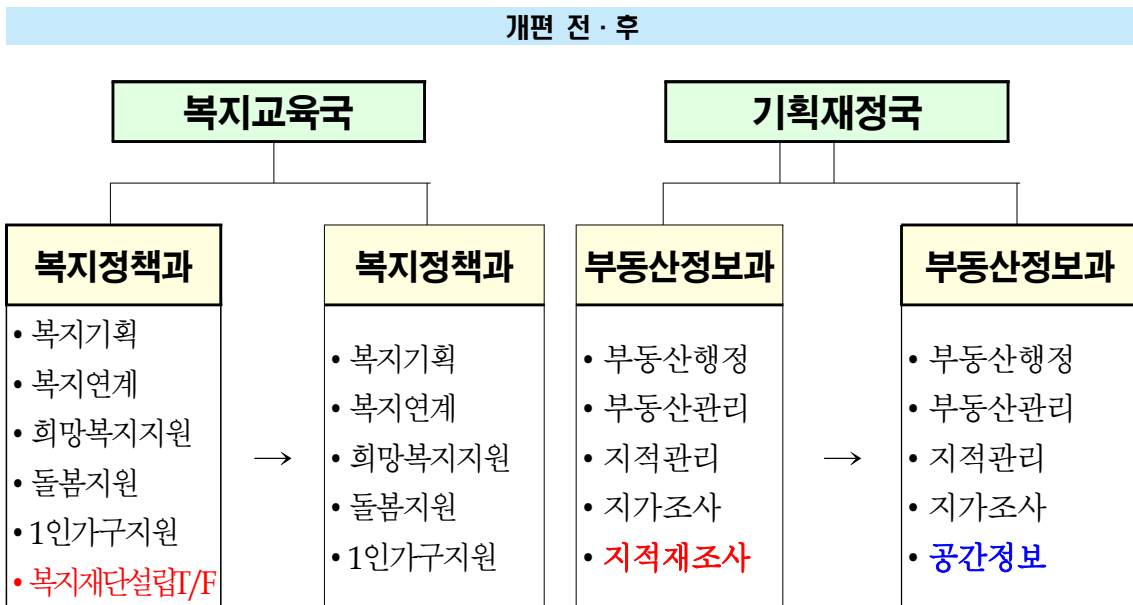 개편 전 · 후
복지교육국
기획재정국
복지정책과
• 복지기획
• 복지연계
• 희망복지지원
• 돌봄지원
• 1인가구지원
• 복지재단설립T/F
→
복지정책과
• 복지기획
• 복지연계
• 희망복지지원
• 돌봄지원
• 1인가구지원
부동산정보과
• 부동산행정
• 부동산관리
• 지적관리
• 지가조사
• 지적재조사
→
부동산정보과
• 부동산행정
• 부동산관리
• 지적관리
• 지가조사
• 공간정보